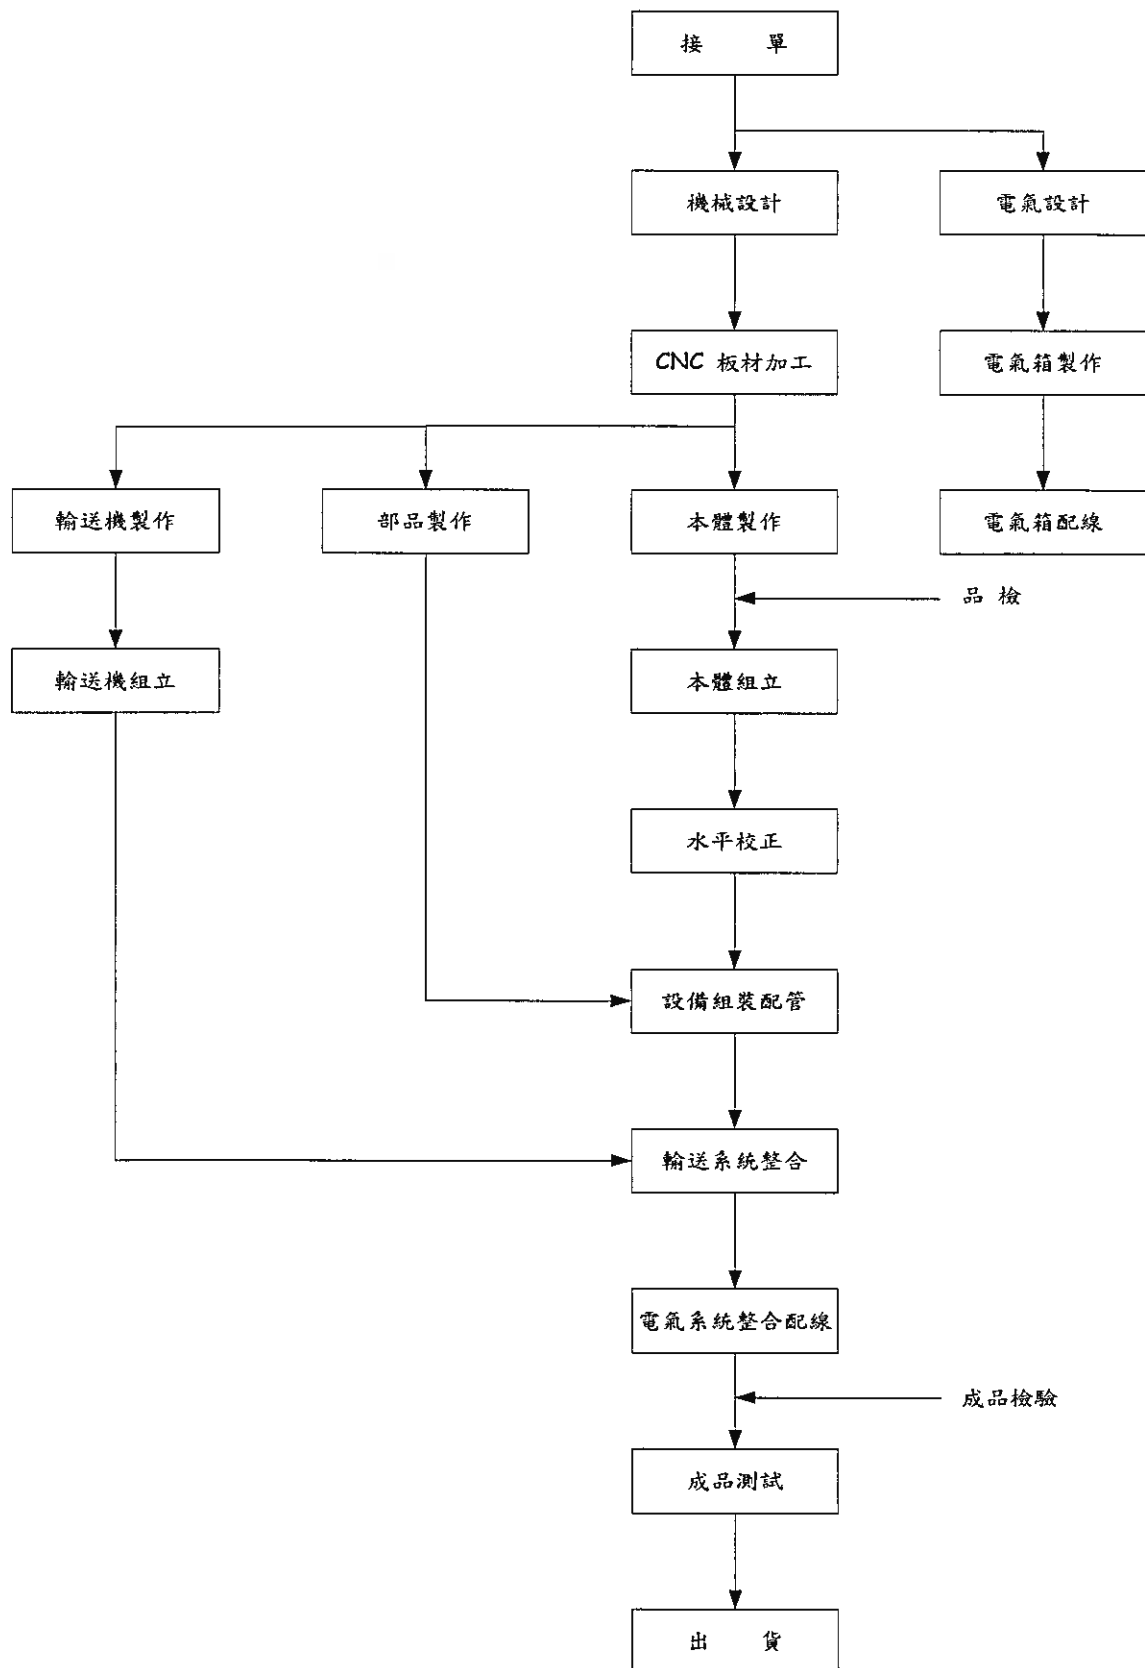 接 單
機械設計
電氣設計
CNC 板材加工
電氣箱製作
輸送機製作
部品製作
本體製作
電氣箱配線
品 檢
輸送機組立
本體組立
水平校正
設備組裝配管
輸送系統整合
電氣系統整合配線
成品檢驗
成品測試
出 貨